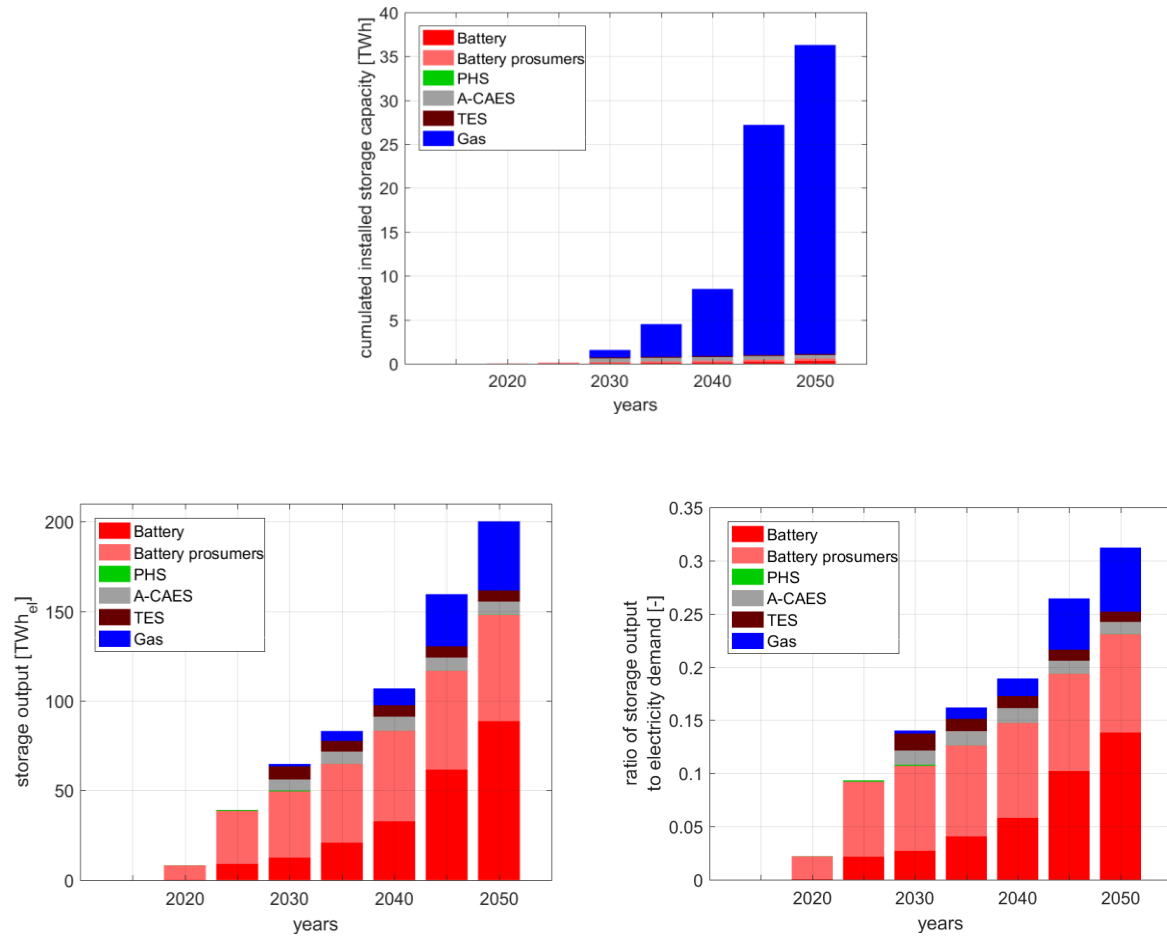 cumulated installed storage capacity [TWh]
40
35
30
25
20
15
10
5
0
Battery
Battery prosumers
PHS
A-CAES
TES
Gas
2020
2030
2040
2050
years
storage output [TWh_el]
200
150
100
50
0
Battery
Battery prosumers
PHS
A-CAES
TES
Gas
2020
2030
2040
2050
years
ratio of storage output
to electricity demand [-]
0.35
0.3
0.25
0.2
0.15
0.1
0.05
0
Battery
Battery prosumers
PHS
A-CAES
TES
Gas
2020
2030
2040
2050
years